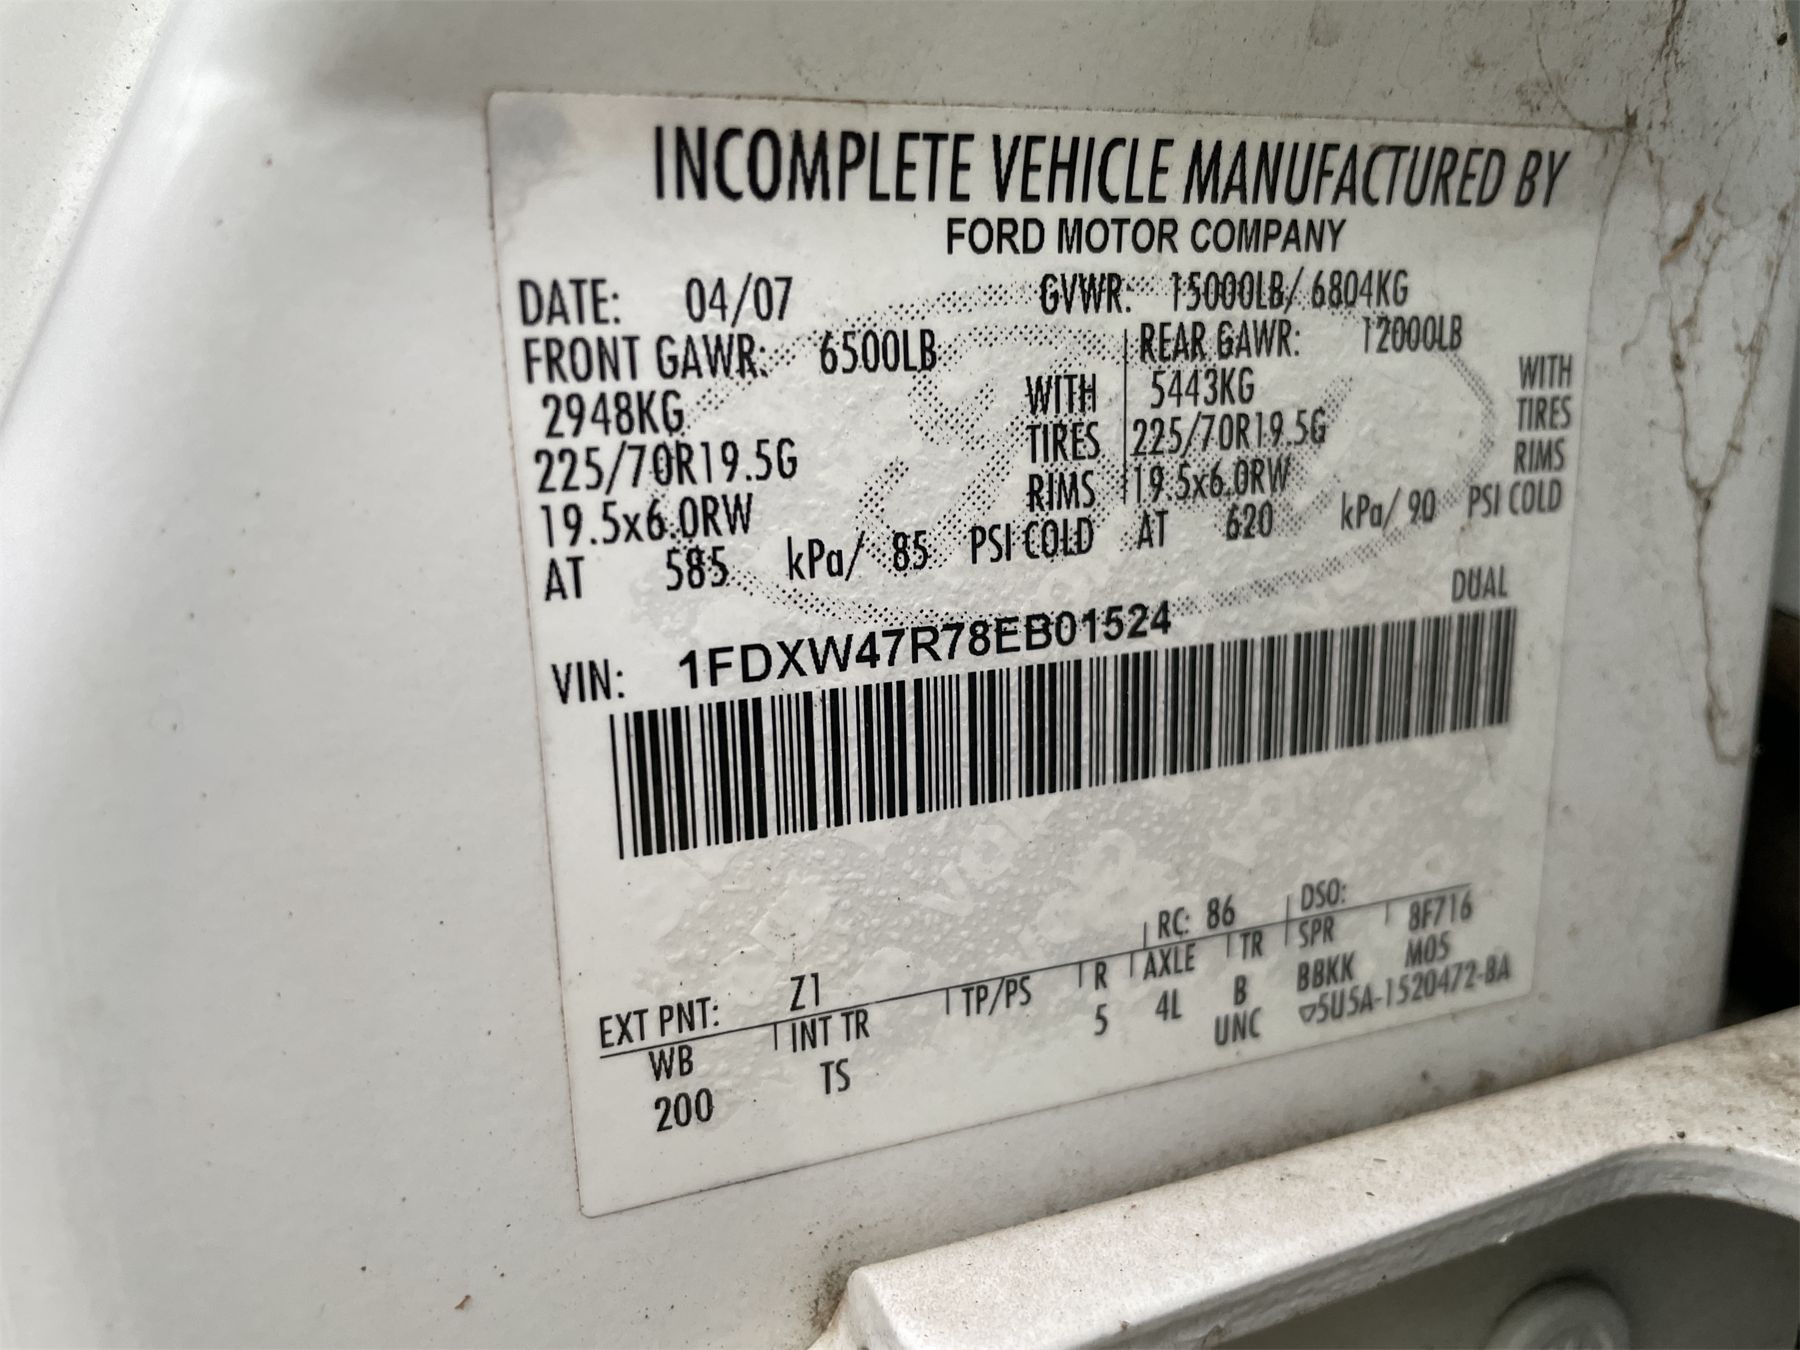 INCOMPLETE VEHICLE MANUFACTURED BY
FORD MOTOR COMPANY
DATE: 04/07 GVWR: 15000LB/ 6804KG
FRONT GAWR: 6500LB REAR GAWR: 12000LB
2948KG WITH 5443KG WITH
225/70R19.5G TIRES 225/70R19.5G TIRES
19.5x6.0RW RIMS 19.5x6.0RW RIMS
AT 585 kPa/ 85 PSI COLD AT 620 kPa/ 90 PSI COLD
DUAL
VIN: 1FDXW47R78EB01524
EXT PNT: Z1 RC: 86 DSO:
WB INT TR TP/PS R AXLE TR SPR 8F716
200 TS 5 4L B BBKK M05
UNC ▽5U5A-1520472-BA